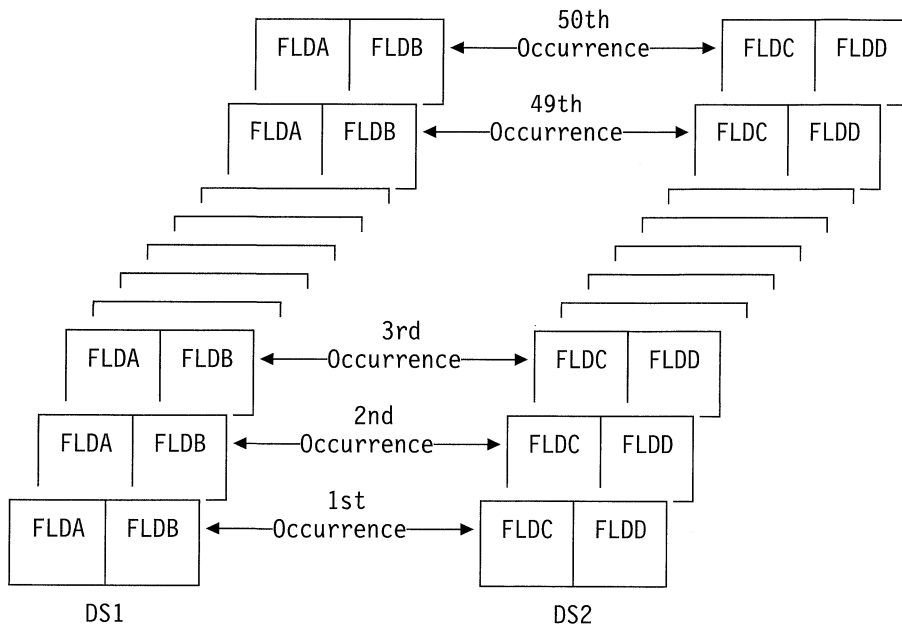 50th
FLDA FLDB Occurrence FLDC FLDD
49th
FLDA FLDB Occurrence FLDC FLDD
3rd
FLDA FLDB Occurrence FLDC FLDD
2nd
FLDA FLDB Occurrence FLDC FLDD
1st
FLDA FLDB Occurrence FLDC FLDD
DS1 DS2